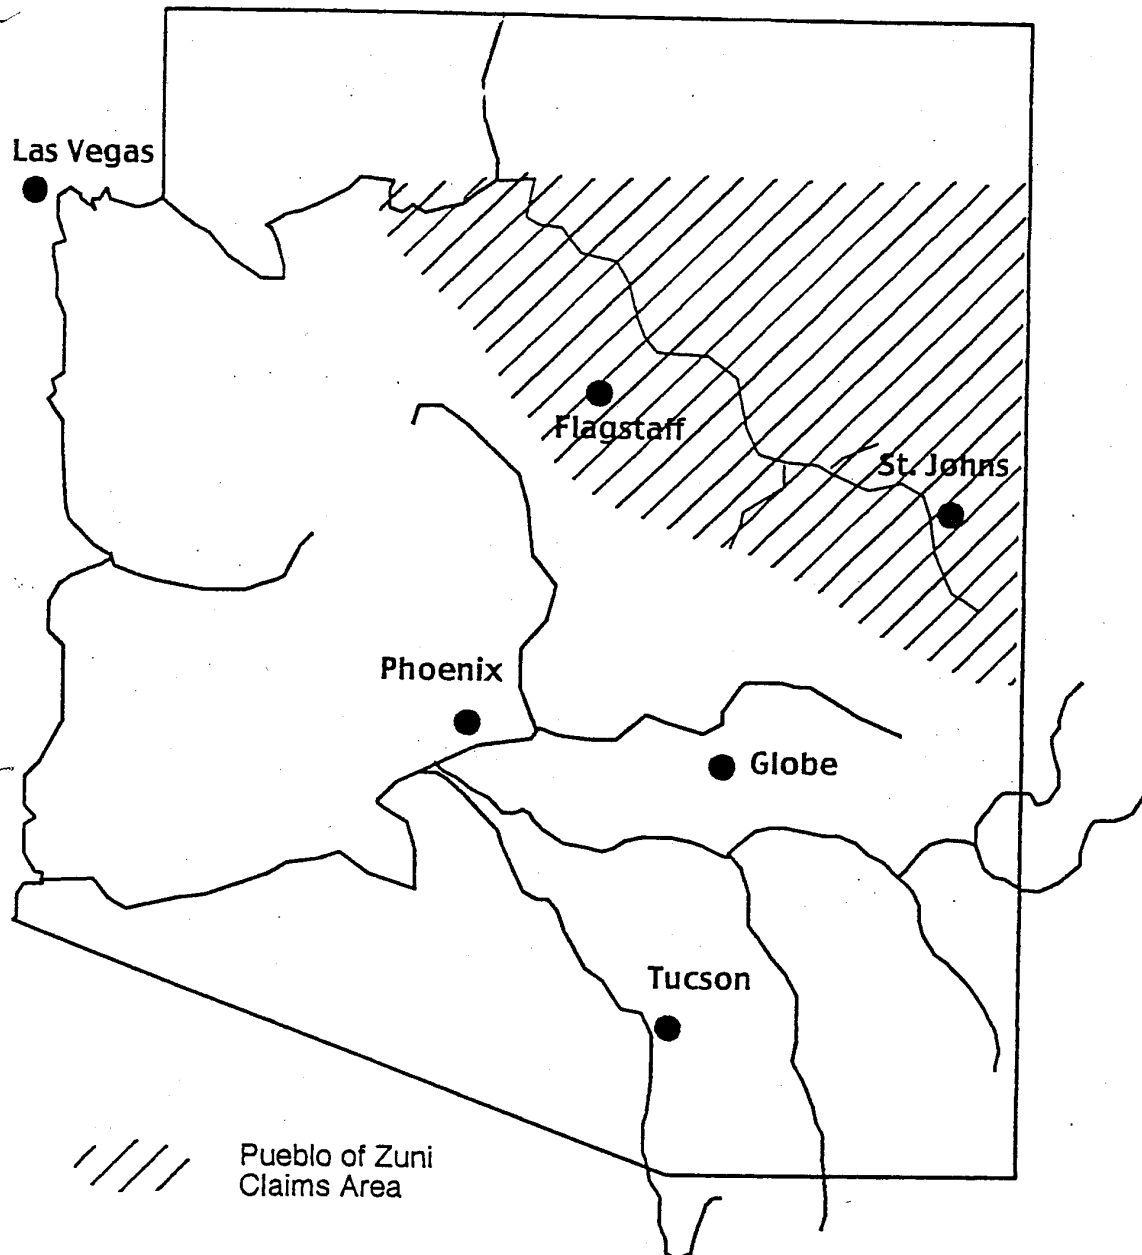 Las Vegas
Flagstaff
St. Johns
Phoenix
Globe
Tucson
Pueblo of Zuni
Claims Area